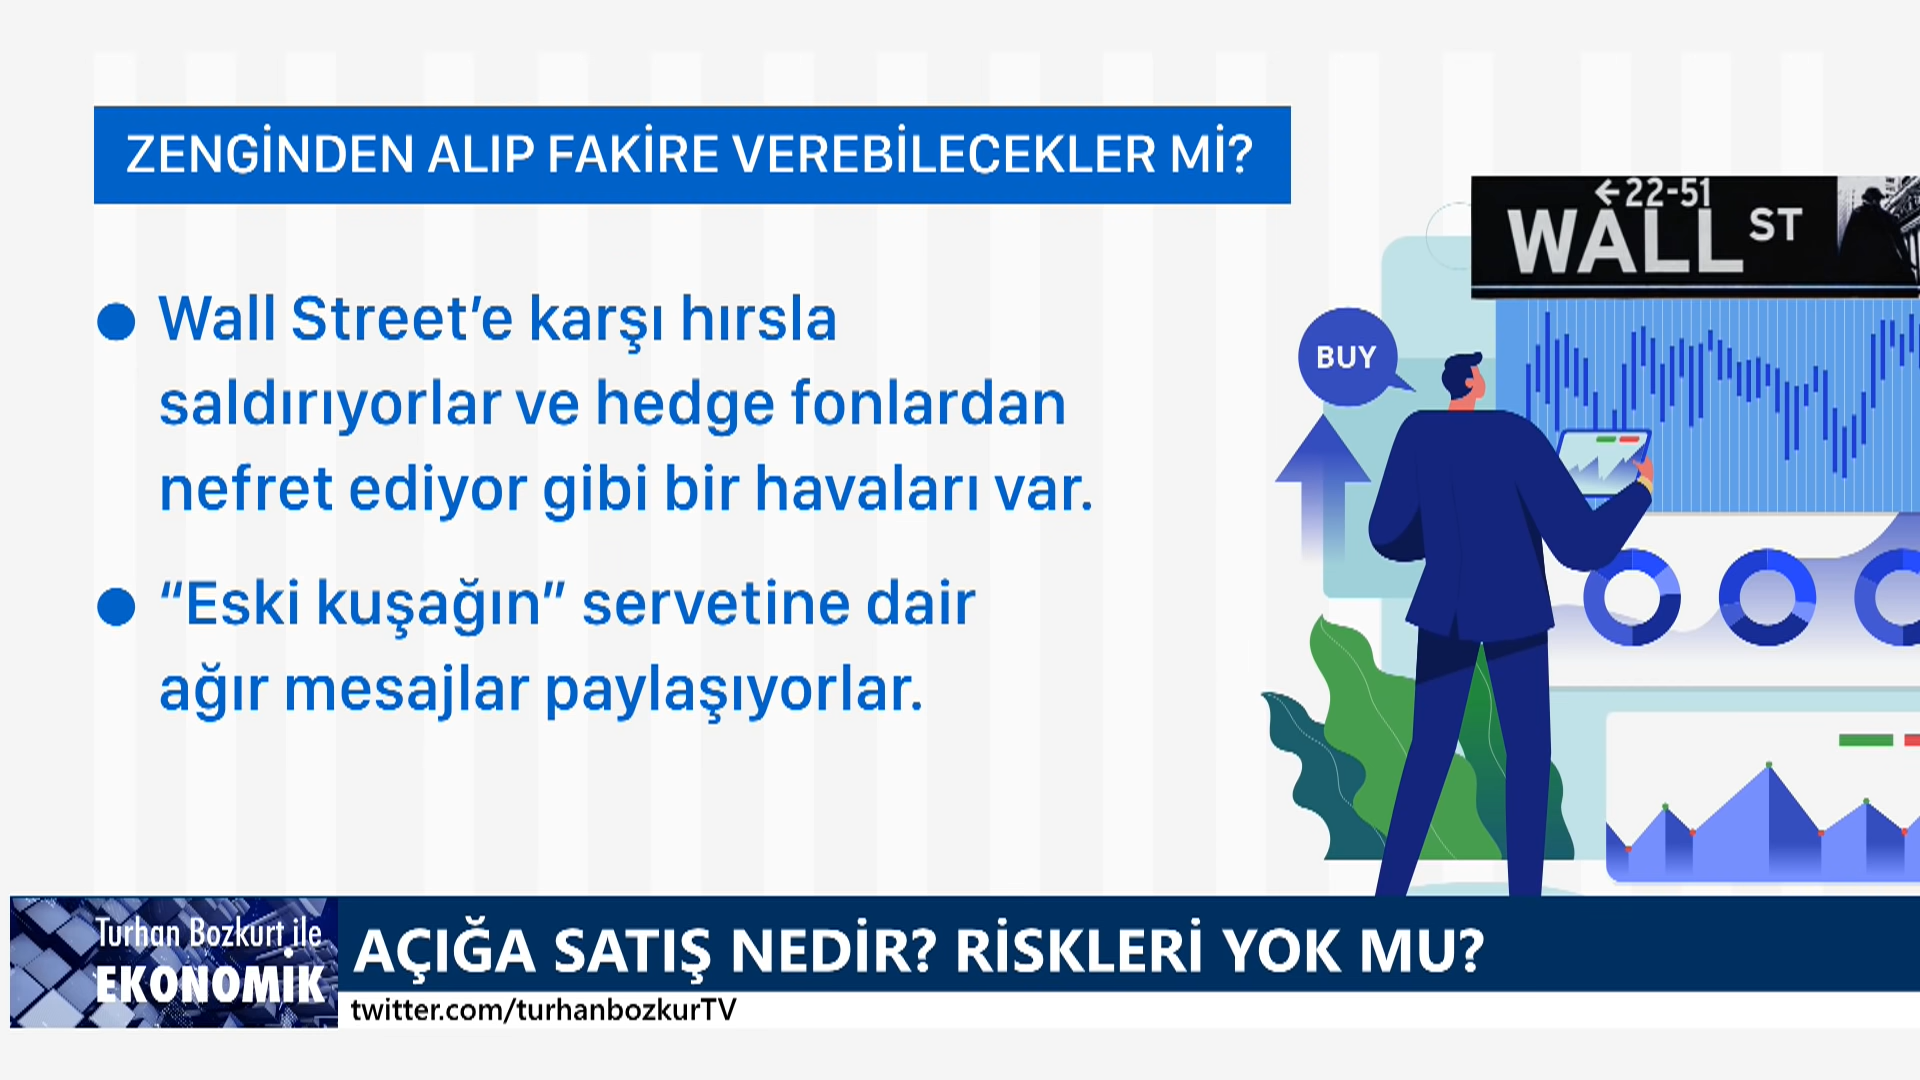 ZENGİNDEN ALIP FAKİRE VEREBİLECEKLER Mİ?
←22-51
WALL ST
● Wall Street’e karşı hırsla
saldırıyorlar ve hedge fonlardan
nefret ediyor gibi bir havaları var.
BUY
● “Eski kuşağın” servetine dair
ağır mesajlar paylaşıyorlar.
Turhan Bozkurt ile
EKONOMİK
AÇIĞA SATIŞ NEDİR? RİSKLERİ YOK MU?
twitter.com/turhanbozkurTV